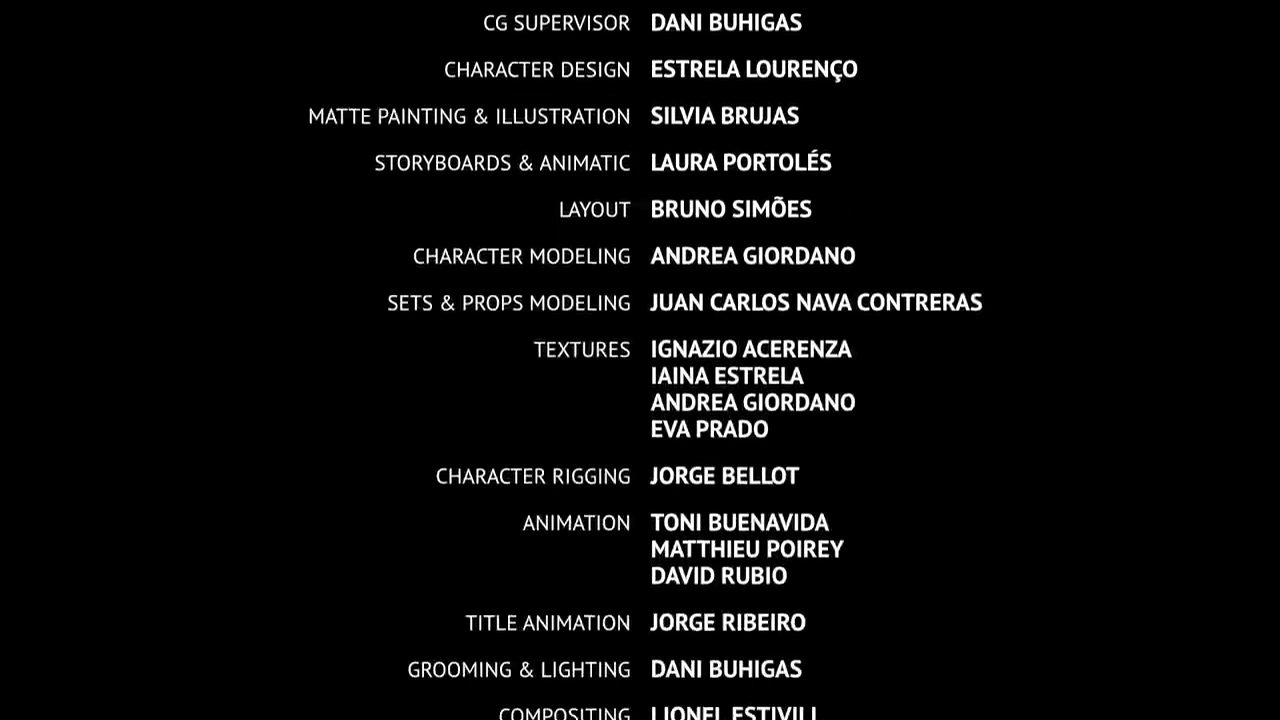 CG SUPERVISOR DANI BUHIGAS
CHARACTER DESIGN ESTRELA LOURENÇO
MATTE PAINTING & ILLUSTRATION SILVIA BRUJAS
STORYBOARDS & ANIMATIC LAURA PORTOLÉS
LAYOUT BRUNO SIMÕES
CHARACTER MODELING ANDREA GIORDANO
SETS & PROPS MODELING JUAN CARLOS NAVA CONTRERAS
TEXTURES IGNAZIO ACERENZA
IAINA ESTRELA
ANDREA GIORDANO
EVA PRADO
CHARACTER RIGGING JORGE BELLOT
ANIMATION TONI BUENAVIDA
MATTHIEU POIREY
DAVID RUBIO
TITLE ANIMATION JORGE RIBEIRO
GROOMING & LIGHTING DANI BUHIGAS
COMPOSITING LIONEL ESTIVILL